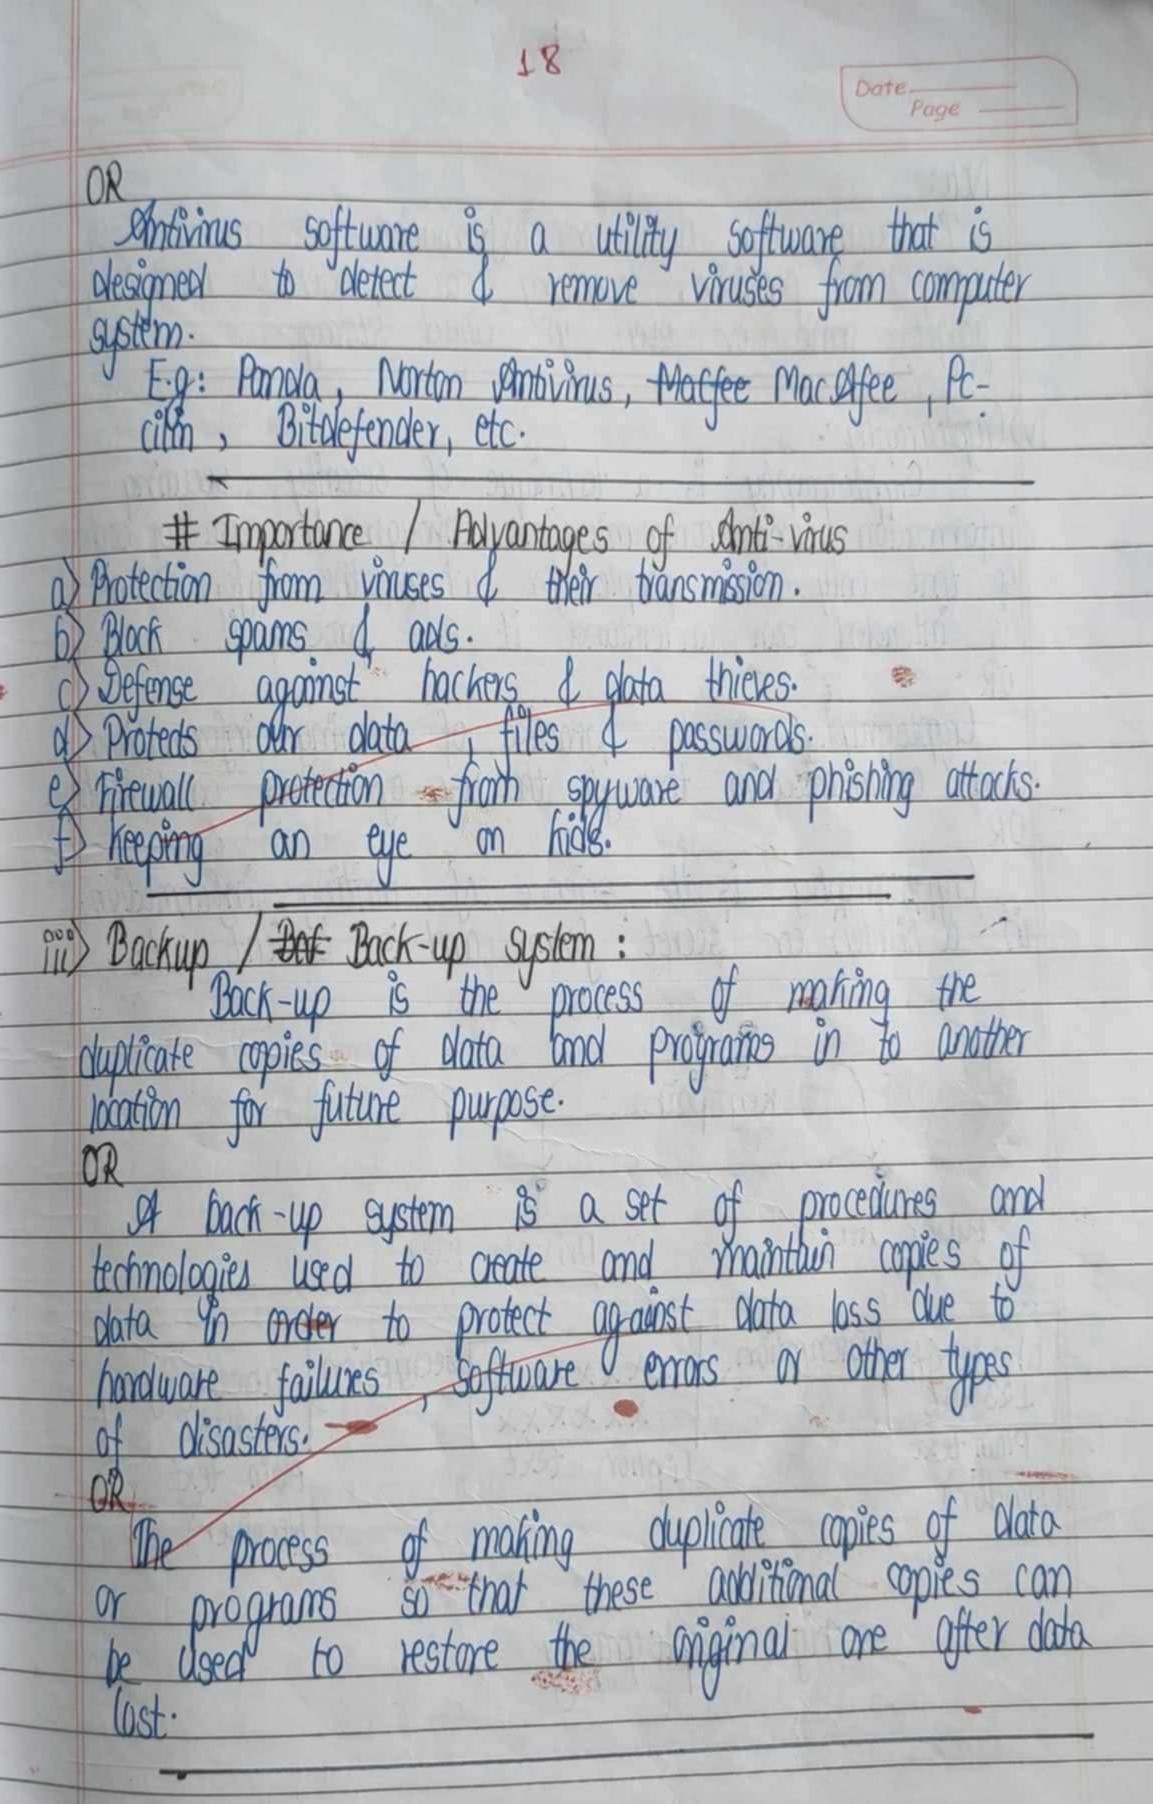 18
Date
Page
OR
Antivirus software is a utility software that is
designed to detect & remove viruses from computer
system.
E.g: Panda, Norton Antivirus, Macfee MacAfee, Pc-
cillin, Bitdefender, etc.
# Importance / Advantages of Anti-virus
a) Protection from viruses & their transmission.
b) Block spams & ads.
c) Defense against hackers & data thieves.
d) Protects our data, files & passwords.
e) Firewall protection from spyware and phishing attacks.
f) Keeping an eye on kids.
iii) Backup / Back-up system :
Back-up is the process of making the
duplicate copies of data and programs in to another
location for future purpose.
OR
A back-up system is a set of procedures and
technologies used to create and maintain copies of
data in order to protect against data loss due to
hardware failures, software errors or other types
of disasters.
OR
The process of making duplicate copies of data
or programs so that these additional copies can
be used to restore the original one after data
lost.